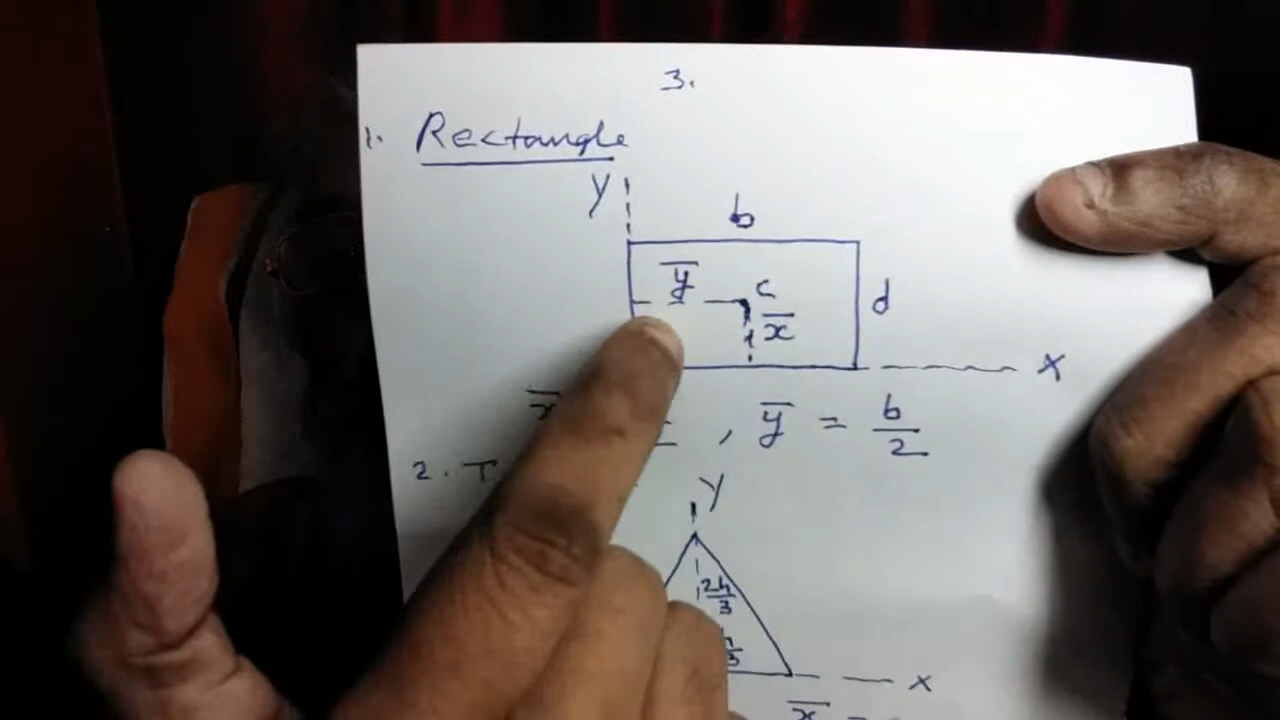 3.
1. Rectangle
Y
b
y̅
c
d
x̅
X
x̅ , y̅ = b/2
2.
Y
2h/3
x
x̅